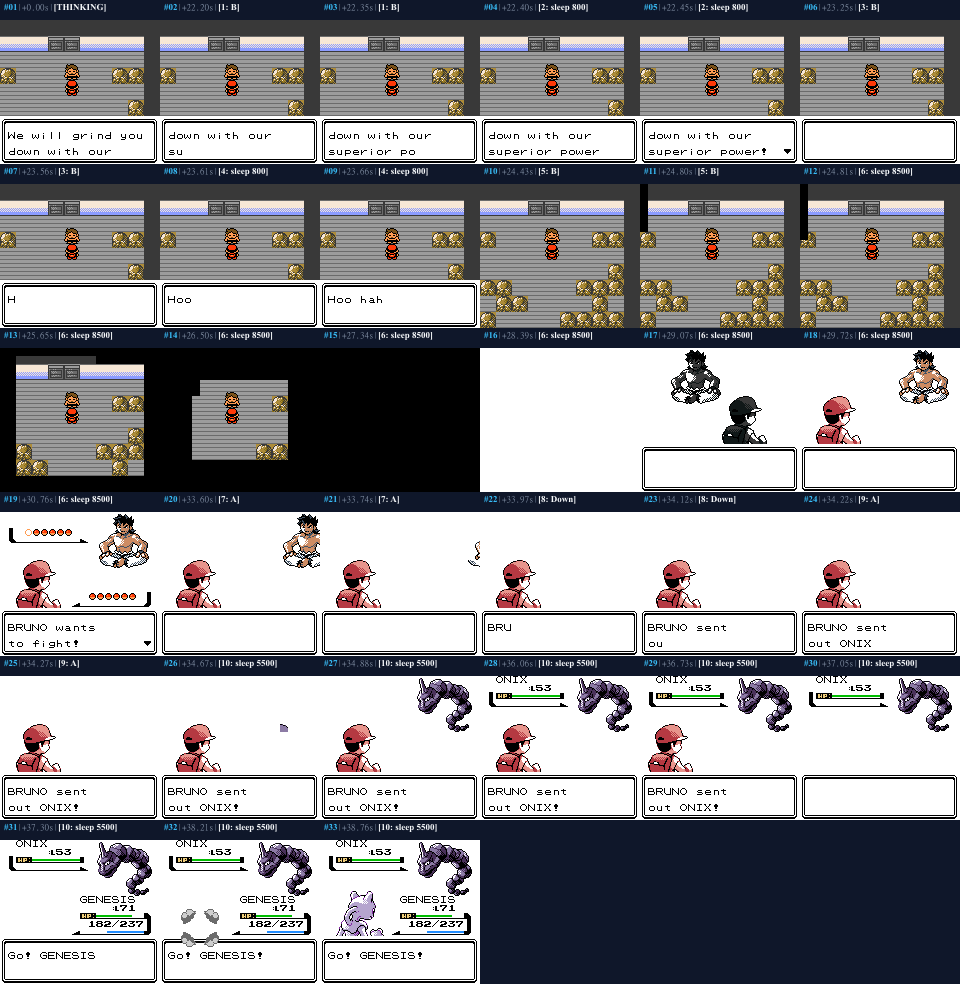 #01|+0.00s|[THINKING]
#02|+22.20s|[1: B]
#03|+22.35s|[1: B]
#04|+22.40s|[2: sleep 800]
#05|+22.45s|[2: sleep 800]
#06|+23.25s|[3: B]
We will grind you
down with our
down with our
su
down with our
superior po
down with our
superior power
down with our
superior power!
#07|+23.56s|[3: B]
#08|+23.61s|[4: sleep 800]
#09|+23.66s|[4: sleep 800]
#10|+24.43s|[5: B]
#11|+24.80s|[5: B]
#12|+24.81s|[6: sleep 8500]
H
Hoo
Hoo hah
#13|+25.65s|[6: sleep 8500]
#14|+26.50s|[6: sleep 8500]
#15|+27.34s|[6: sleep 8500]
#16|+28.39s|[6: sleep 8500]
#17|+29.07s|[6: sleep 8500]
#18|+29.72s|[6: sleep 8500]
#19|+30.76s|[6: sleep 8500]
#20|+33.60s|[7: A]
#21|+33.74s|[7: A]
#22|+33.97s|[8: Down]
#23|+34.12s|[8: Down]
#24|+34.22s|[9: A]
BRUNO wants
to fight!
BRU
BRUNO sent
ou
BRUNO sent
out ONIX
#25|+34.27s|[9: A]
#26|+34.67s|[10: sleep 5500]
#27|+34.88s|[10: sleep 5500]
#28|+36.06s|[10: sleep 5500]
#29|+36.73s|[10: sleep 5500]
#30|+37.05s|[10: sleep 5500]
BRUNO sent
out ONIX!
BRUNO sent
out ONIX!
BRUNO sent
out ONIX!
ONIX
:L53
HP:
BRUNO sent
out ONIX!
ONIX
:L53
HP:
BRUNO sent
out ONIX!
ONIX
:L53
HP:
#31|+37.30s|[10: sleep 5500]
#32|+38.21s|[10: sleep 5500]
#33|+38.76s|[10: sleep 5500]
ONIX
:L53
HP:
GENESIS
:L71
HP:
182/237
Go! GENESIS
ONIX
:L53
HP:
GENESIS
:L71
HP:
182/237
Go! GENESIS!
ONIX
:L53
HP:
GENESIS
:L71
HP:
182/237
Go! GENESIS!